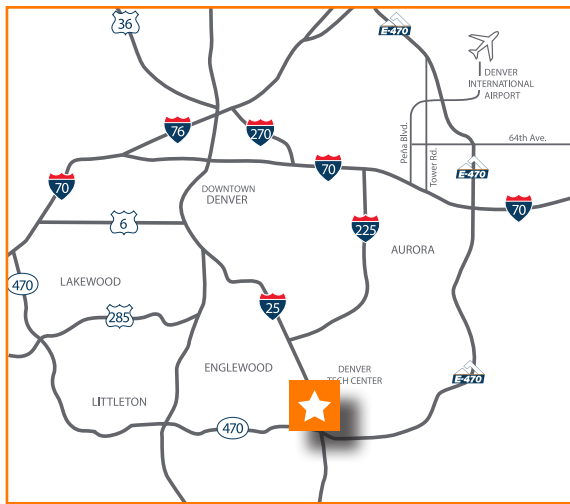 36
E-470
DENVER
INTERNATIONAL
AIRPORT
76
270
Peña Blvd.
Tower Rd.
64th Ave.
70
70
E-470
70
DOWNTOWN
DENVER
6
225
AURORA
LAKEWOOD
470
25
285
ENGLEWOOD
DENVER
TECH CENTER
E-470
LITTLETON
470